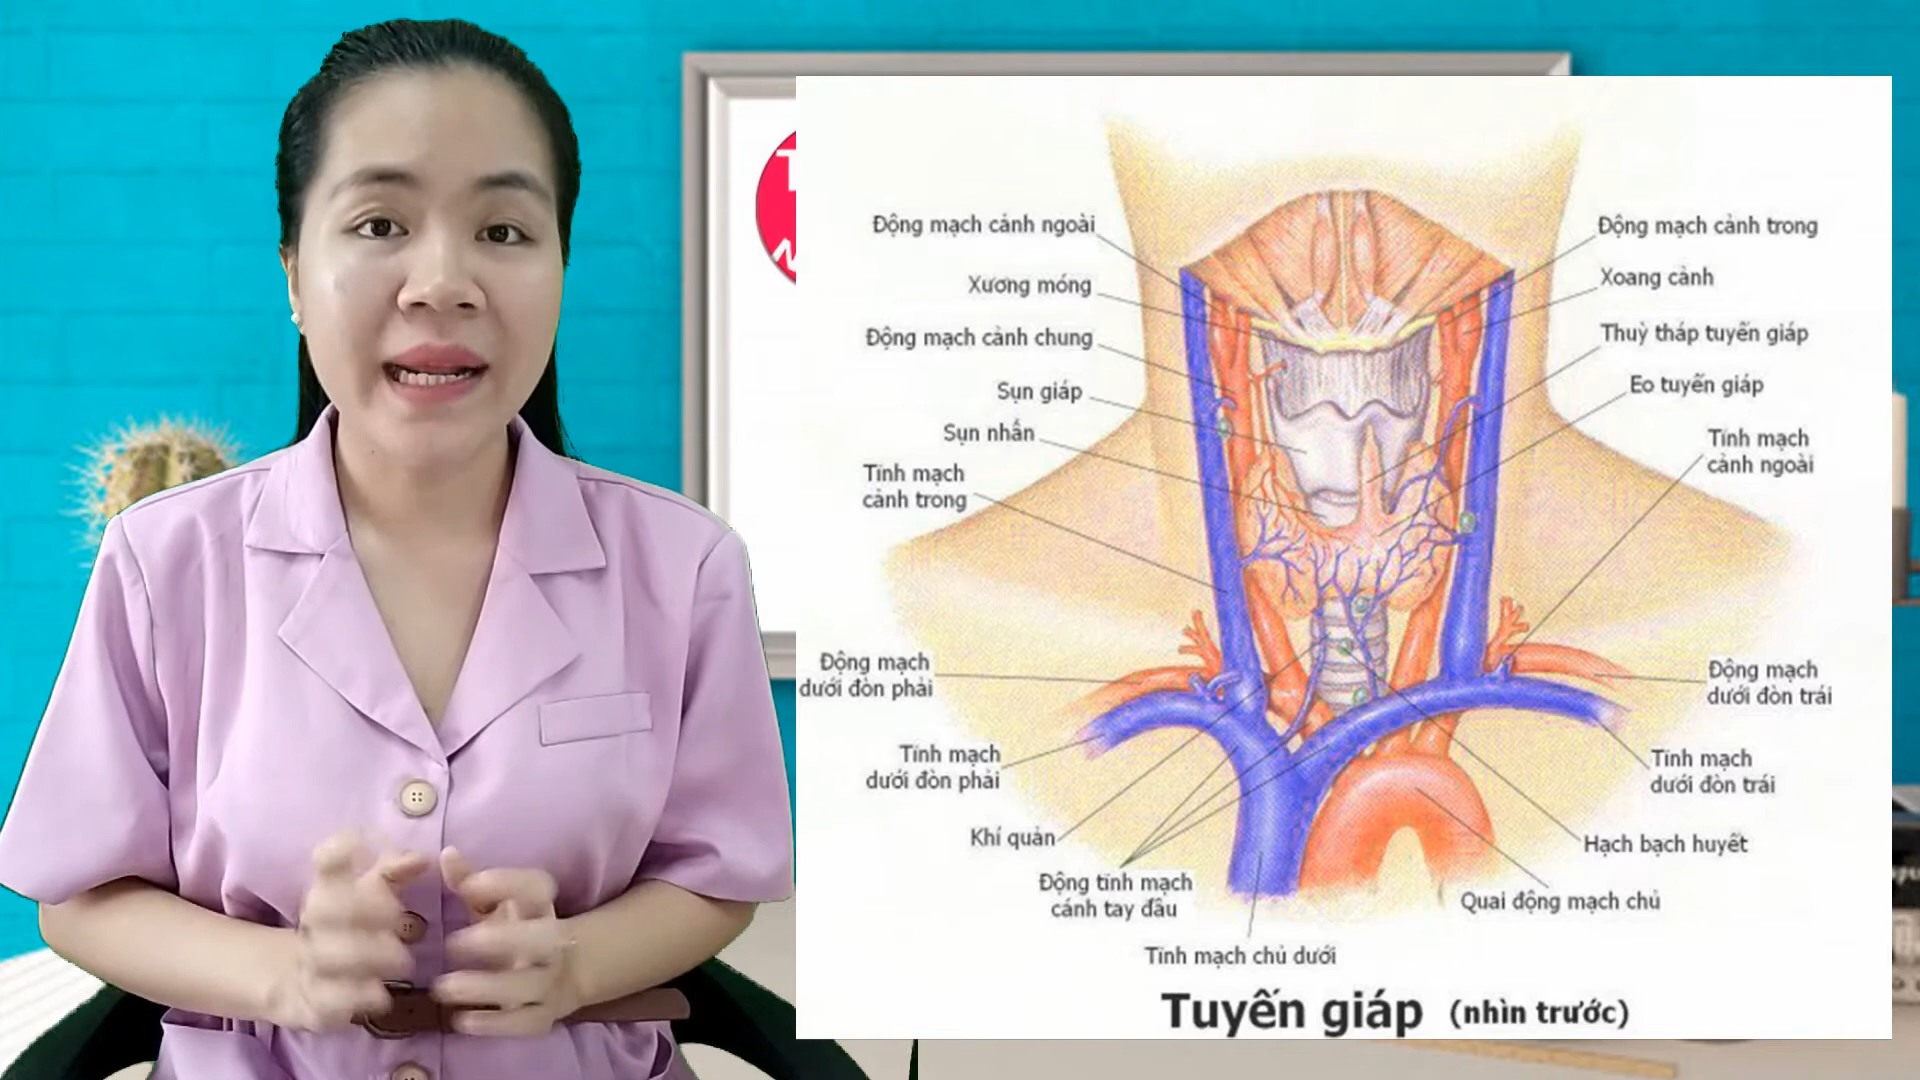 Động mạch cảnh ngoài
Xương móng
Động mạch cảnh chung
Sụn giáp
Sụn nhẫn
Tĩnh mạch
cảnh trong
Động mạch
dưới đòn phải
Tĩnh mạch
dưới đòn phải
Khí quản
Động tĩnh mạch
cánh tay đầu
Tĩnh mạch chủ dưới
Động mạch cảnh trong
Xoang cảnh
Thuỳ tháp tuyến giáp
Eo tuyến giáp
Tĩnh mạch
cảnh ngoài
Động mạch
dưới đòn trái
Tĩnh mạch
dưới đòn trái
Hạch bạch huyết
Quai động mạch chủ
Tuyến giáp (nhìn trước)